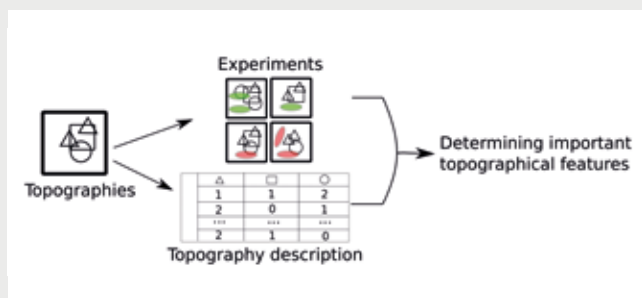 Experiments
Topographies
Determining important
topographical features
1 1 2
2 0 1
... ... ...
2 1 0
Topography description